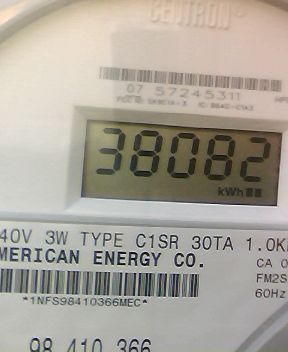 CENTRON®
07 57245311
38082
kWh
40V 3W TYPE C1SR 30TA 1.0K
MERICAN ENERGY CO.
CA 0
FM2S
60Hz
*1NFS98410366MEC*
98 410 366